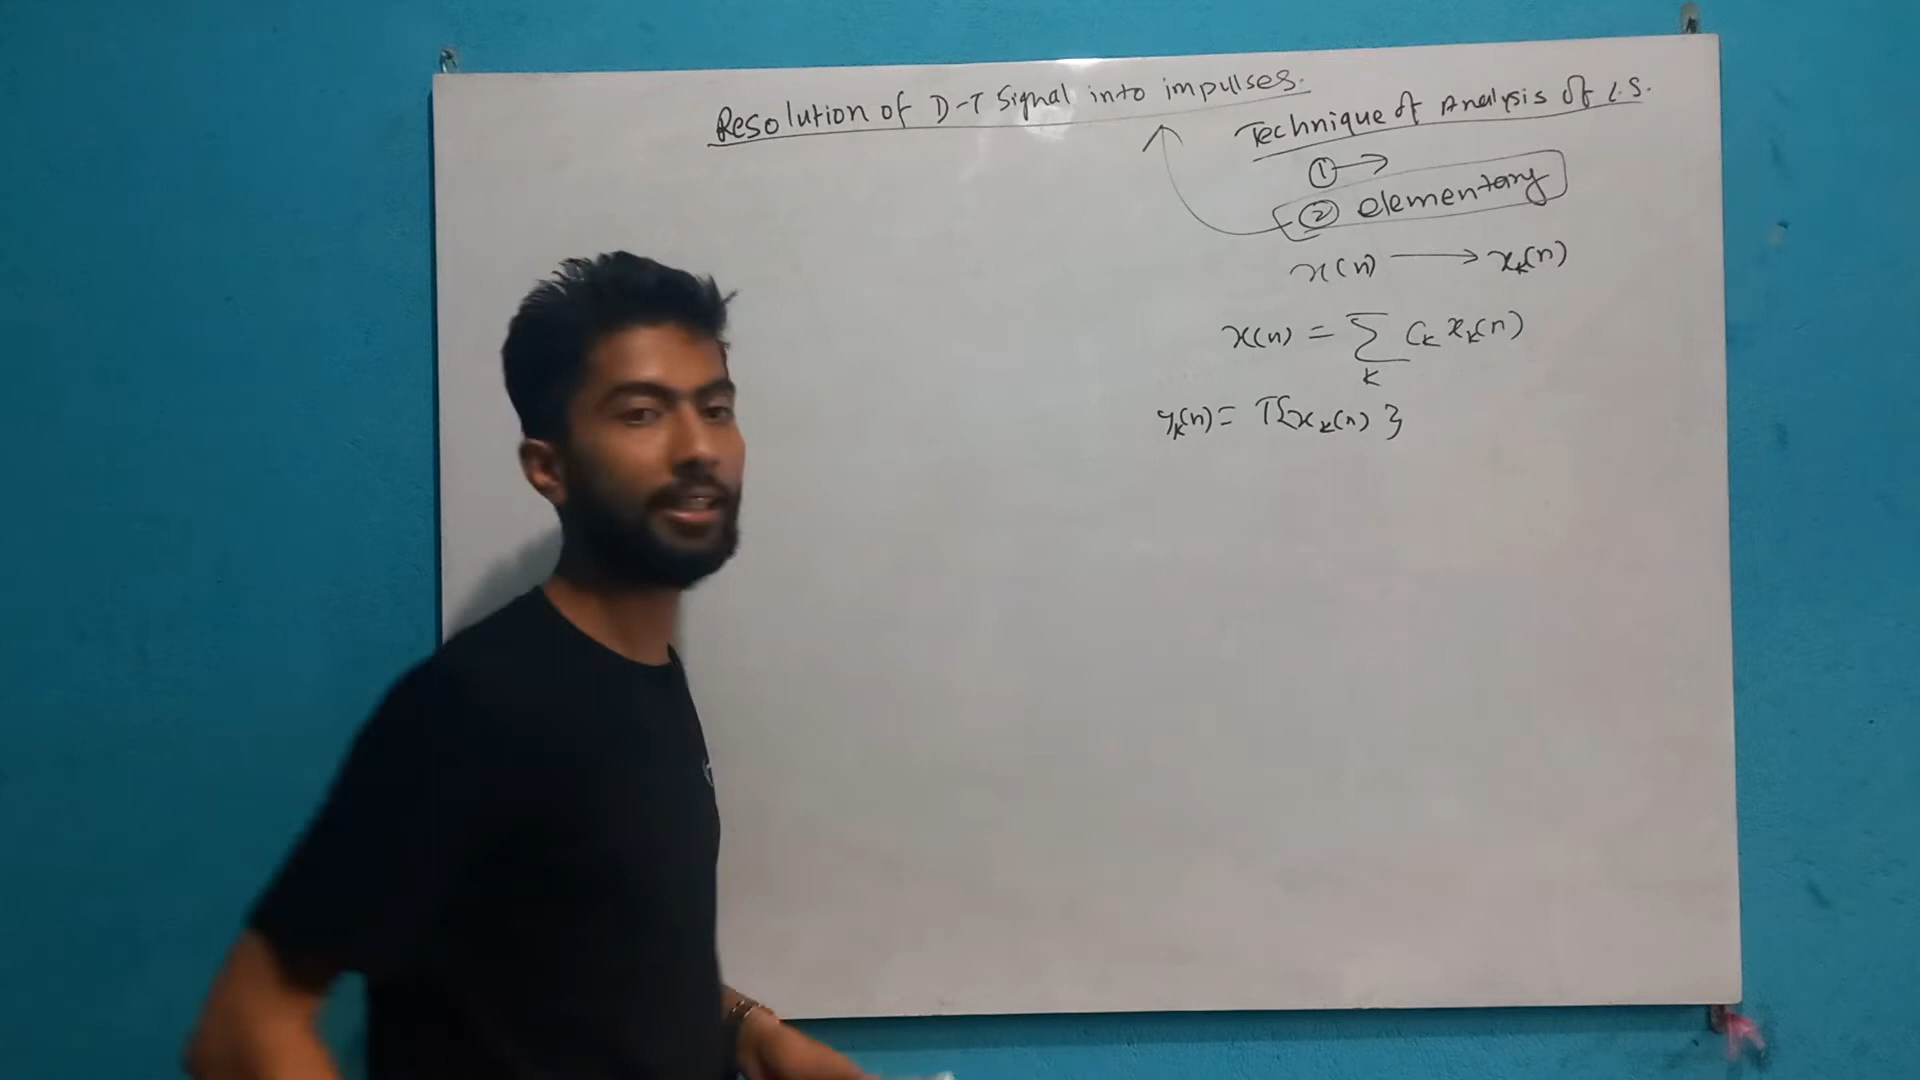 Resolution of D-T Signal into impulses.
Technique of Analysis of L.S.
① →
② elementary
x(n) → xₖ(n)
x(n) = ∑ₖ Cₖ xₖ(n)
yₖ(n) = T{xₖ(n)}